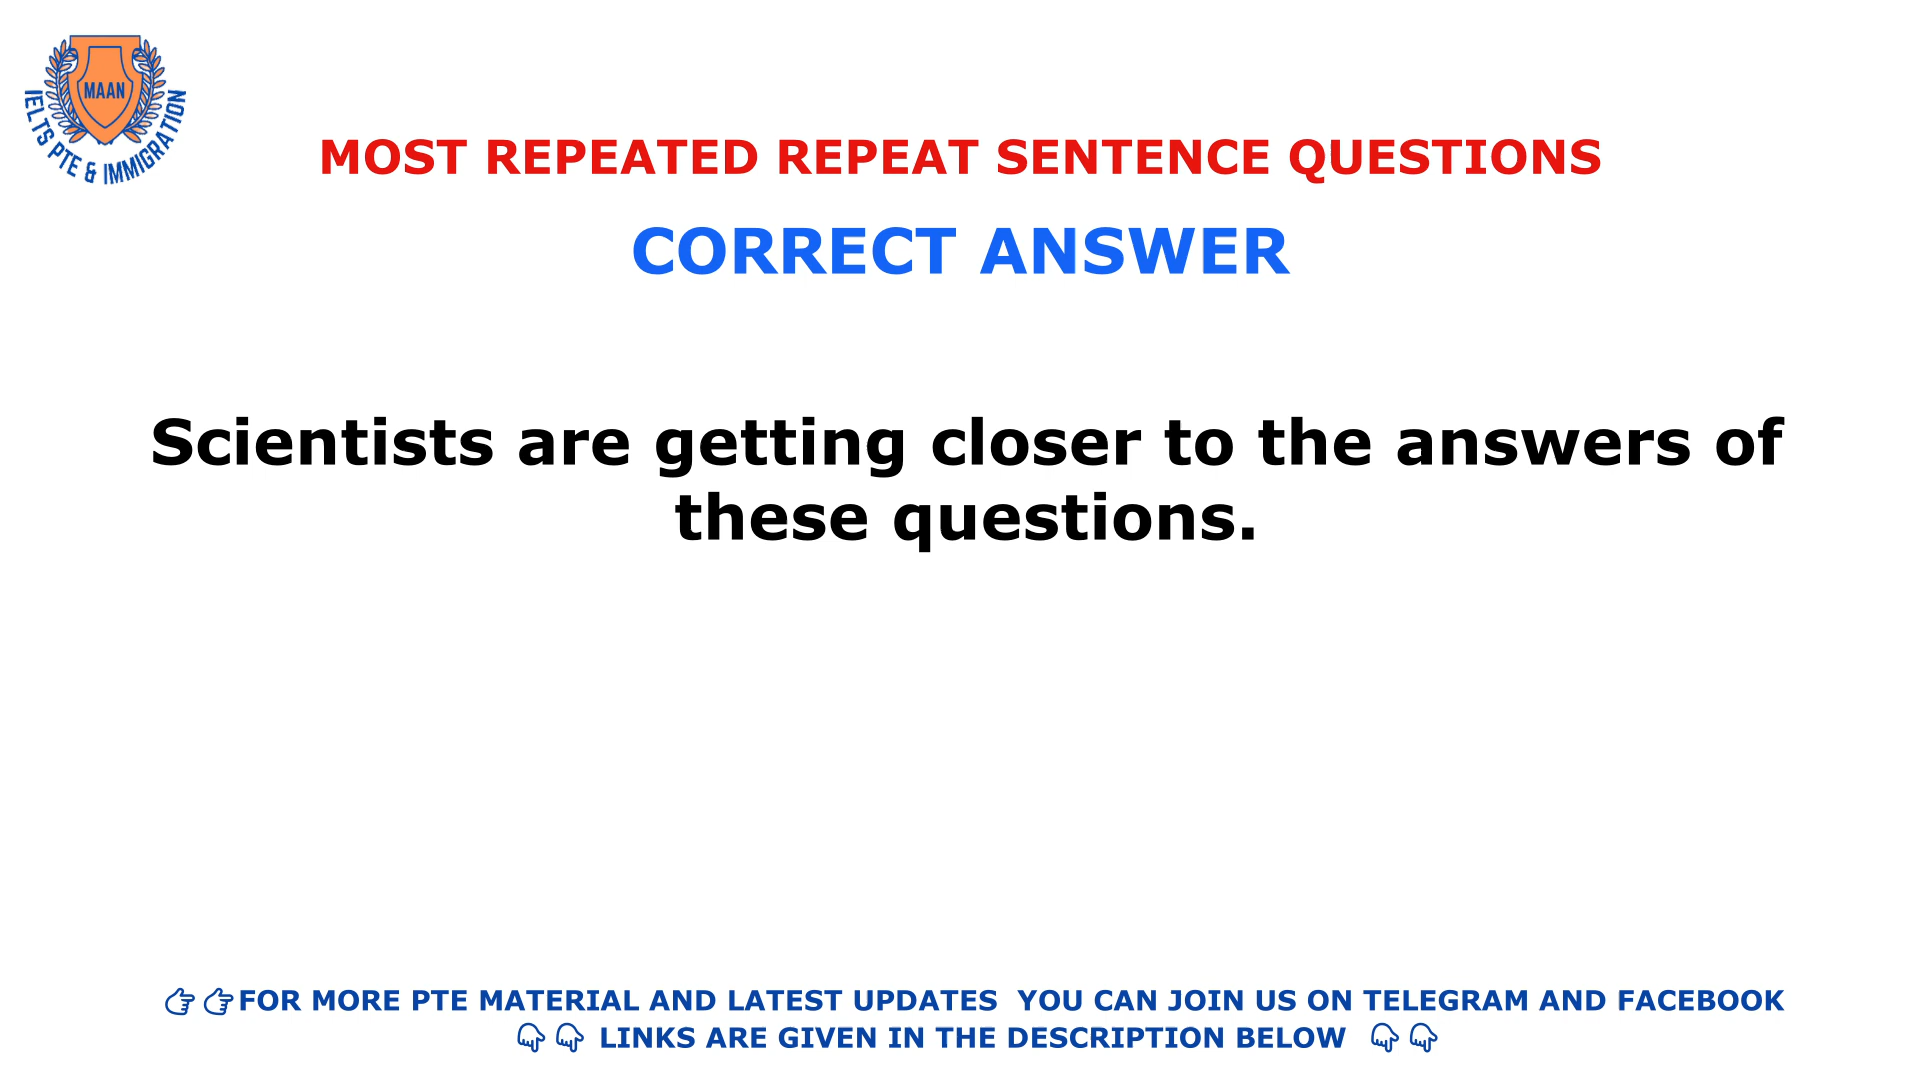 MAAN
IELTS PTE & IMMIGRATION
MOST REPEATED REPEAT SENTENCE QUESTIONS
CORRECT ANSWER
Scientists are getting closer to the answers of
these questions.
FOR MORE PTE MATERIAL AND LATEST UPDATES YOU CAN JOIN US ON TELEGRAM AND FACEBOOK
LINKS ARE GIVEN IN THE DESCRIPTION BELOW